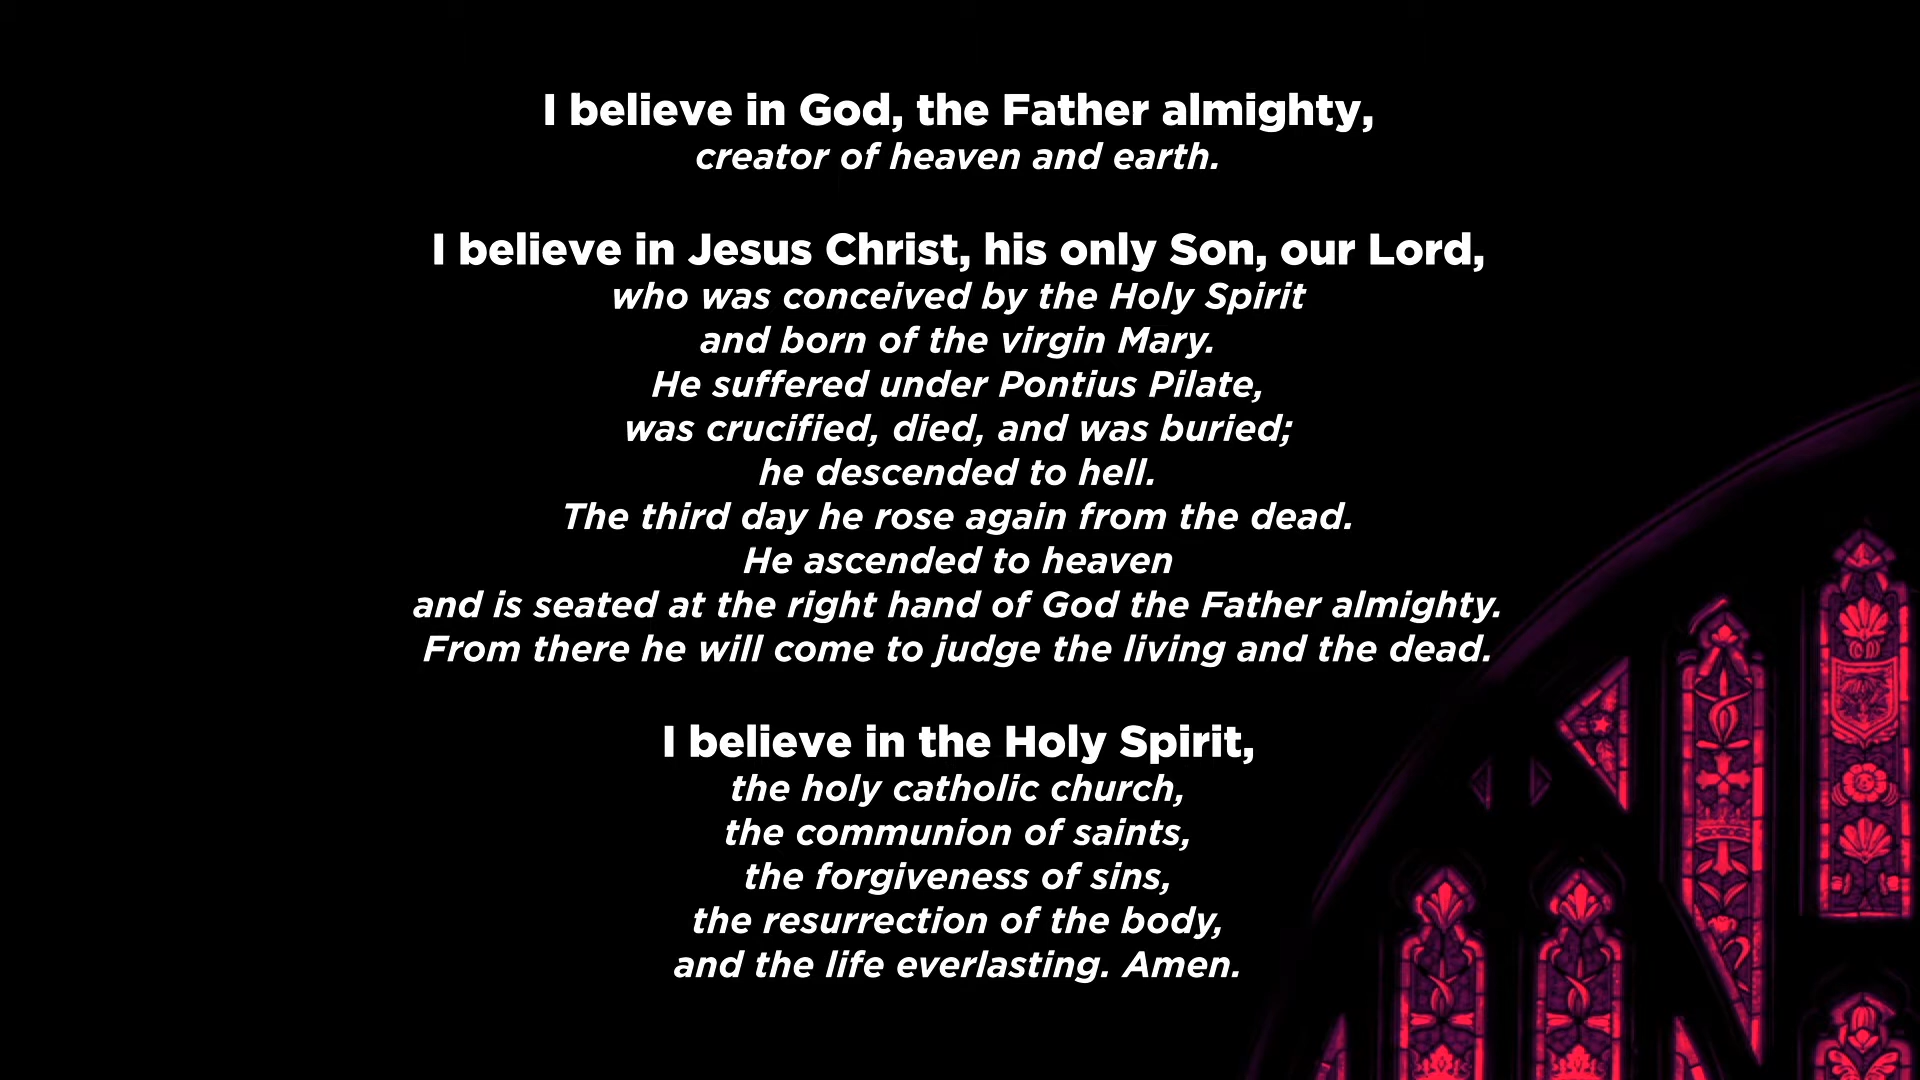 I believe in God, the Father almighty,
creator of heaven and earth.
I believe in Jesus Christ, his only Son, our Lord,
who was conceived by the Holy Spirit
and born of the virgin Mary.
He suffered under Pontius Pilate,
was crucified, died, and was buried;
he descended to hell.
The third day he rose again from the dead.
He ascended to heaven
and is seated at the right hand of God the Father almighty.
From there he will come to judge the living and the dead.
I believe in the Holy Spirit,
the holy catholic church,
the communion of saints,
the forgiveness of sins,
the resurrection of the body,
and the life everlasting. Amen.